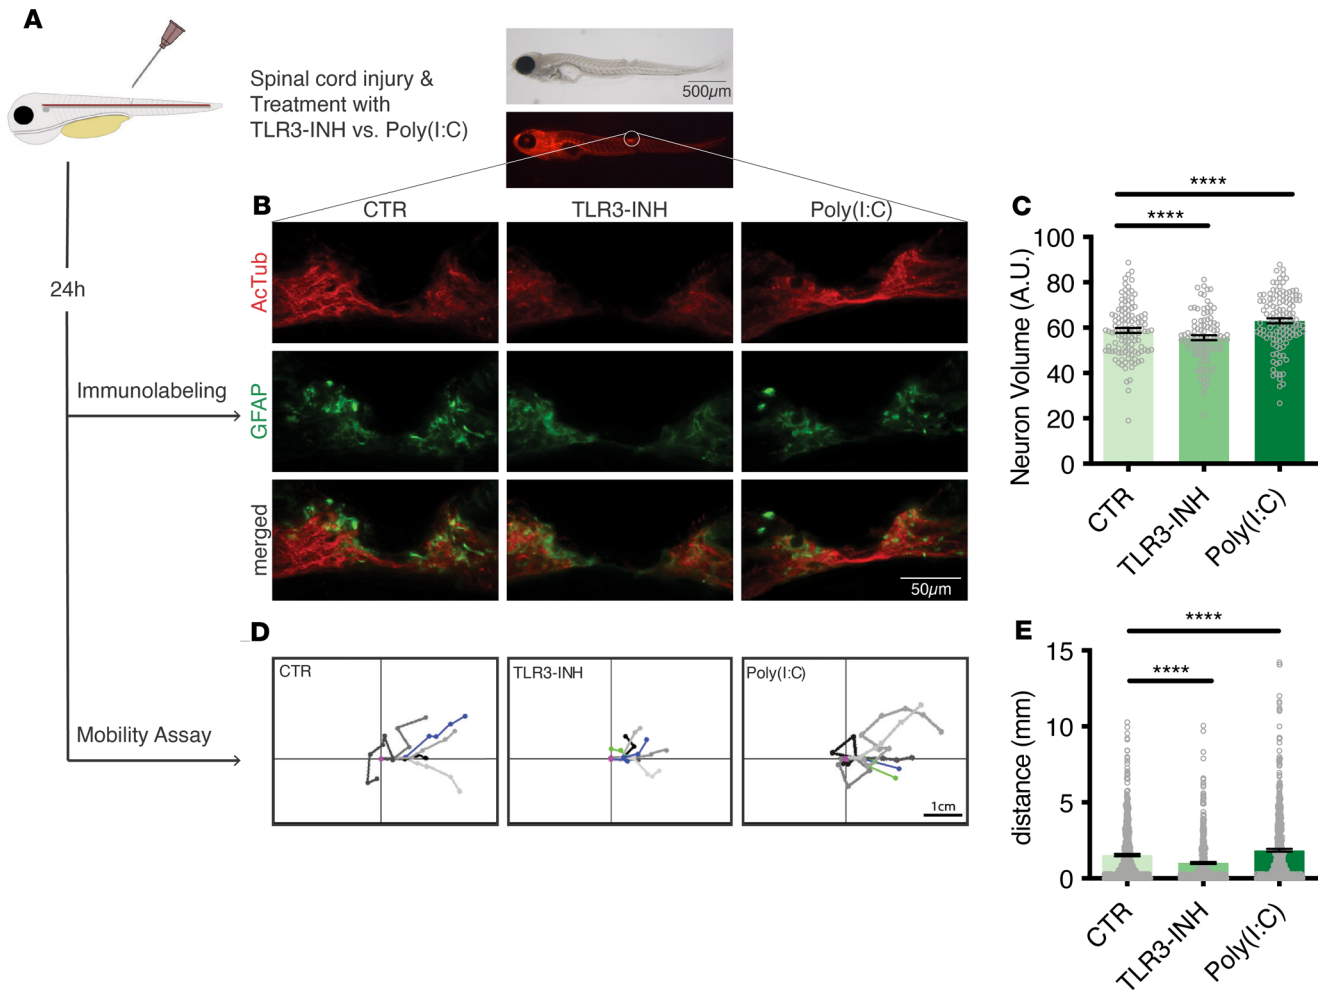 A
Spinal cord injury &
Treatment with
TLR3-INH vs. Poly(I:C)
500µm
24h
Immunolabeling
Mobility Assay
B
CTR
TLR3-INH
Poly(I:C)
AcTub
GFAP
merged
50µm
C
****
****
Neuron Volume (A.U.)
100
80
60
40
20
0
CTR
TLR3-INH
Poly(I:C)
D
CTR
TLR3-INH
Poly(I:C)
1cm
E
****
****
distance (mm)
15
10
5
0
CTR
TLR3-INH
Poly(I:C)